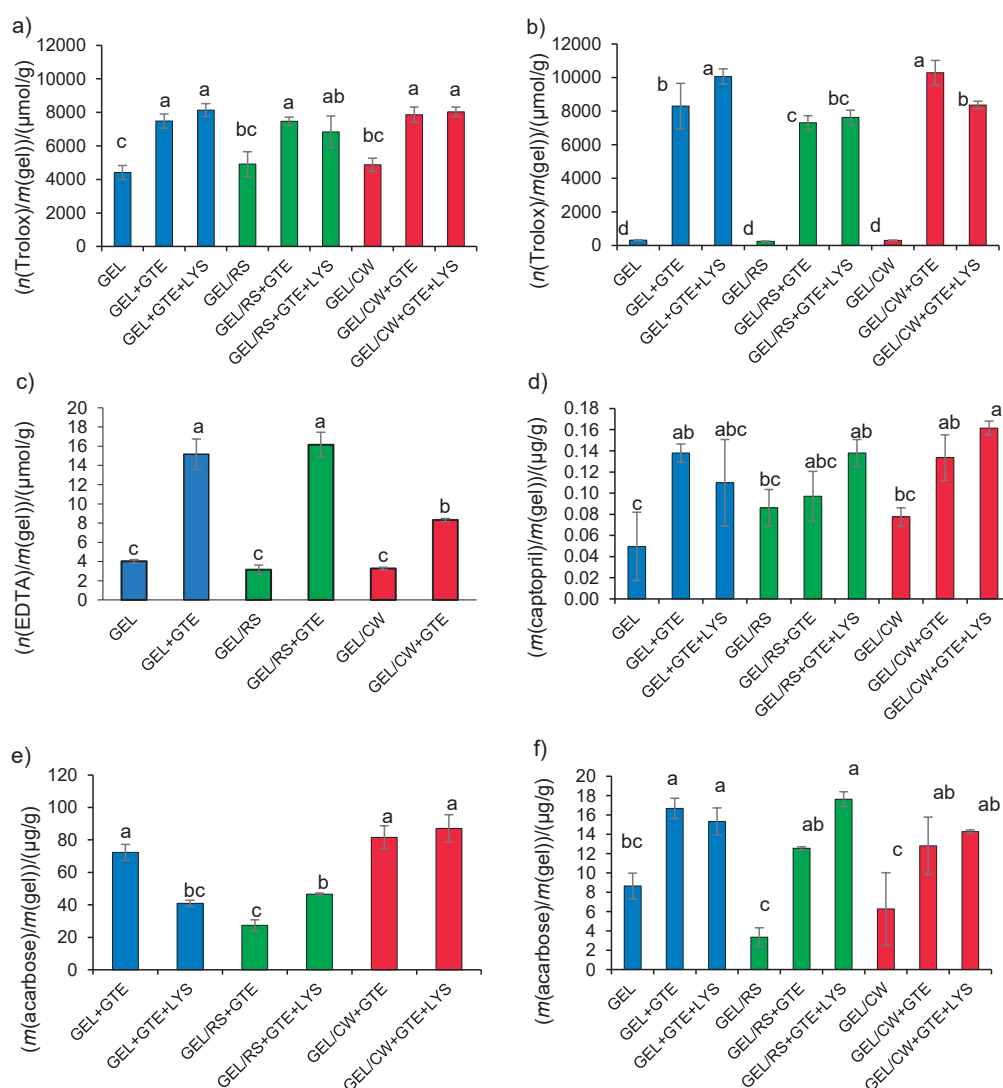 a)
(n(Trolox)/m(gel))/(μmol/g)
12000
10000
8000
6000
4000
2000
0
c
a
a
bc
a
ab
bc
a
a
GEL
GEL+GTE
GEL+GTE+LYS
GEL/RS
GEL/RS+GTE
GEL/RS+GTE+LYS
GEL/CW
GEL/CW+GTE
GEL/CW+GTE+LYS
b)
(n(Trolox)/m(gel))/(μmol/g)
12000
10000
8000
6000
4000
2000
0
d
b
a
d
c
bc
d
a
b
GEL
GEL+GTE
GEL+GTE+LYS
GEL/RS
GEL/RS+GTE
GEL/RS+GTE+LYS
GEL/CW
GEL/CW+GTE
GEL/CW+GTE+LYS
c)
(n(EDTA)/m(gel))/(μmol/g)
20
18
16
14
12
10
8
6
4
2
0
c
a
c
a
c
b
GEL
GEL+GTE
GEL/RS
GEL/RS+GTE
GEL/CW
GEL/CW+GTE
d)
(m(captopril)/m(gel))/(μg/g)
0.18
0.16
0.14
0.12
0.10
0.08
0.06
0.04
0.02
0.00
c
ab
abc
bc
abc
ab
bc
ab
a
GEL
GEL+GTE
GEL+GTE+LYS
GEL/RS
GEL/RS+GTE
GEL/RS+GTE+LYS
GEL/CW
GEL/CW+GTE
GEL/CW+GTE+LYS
e)
(m(acarbose)/m(gel))/(μg/g)
120
100
80
60
40
20
0
a
bc
c
b
a
a
GEL+GTE
GEL+GTE+LYS
GEL/RS+GTE
GEL/RS+GTE+LYS
GEL/CW+GTE
GEL/CW+GTE+LYS
f)
(m(acarbose)/m(gel))/(μg/g)
20
18
16
14
12
10
8
6
4
2
0
bc
a
a
c
ab
a
c
ab
ab
GEL
GEL+GTE
GEL+GTE+LYS
GEL/RS
GEL/RS+GTE
GEL/RS+GTE+LYS
GEL/CW
GEL/CW+GTE
GEL/CW+GTE+LYS